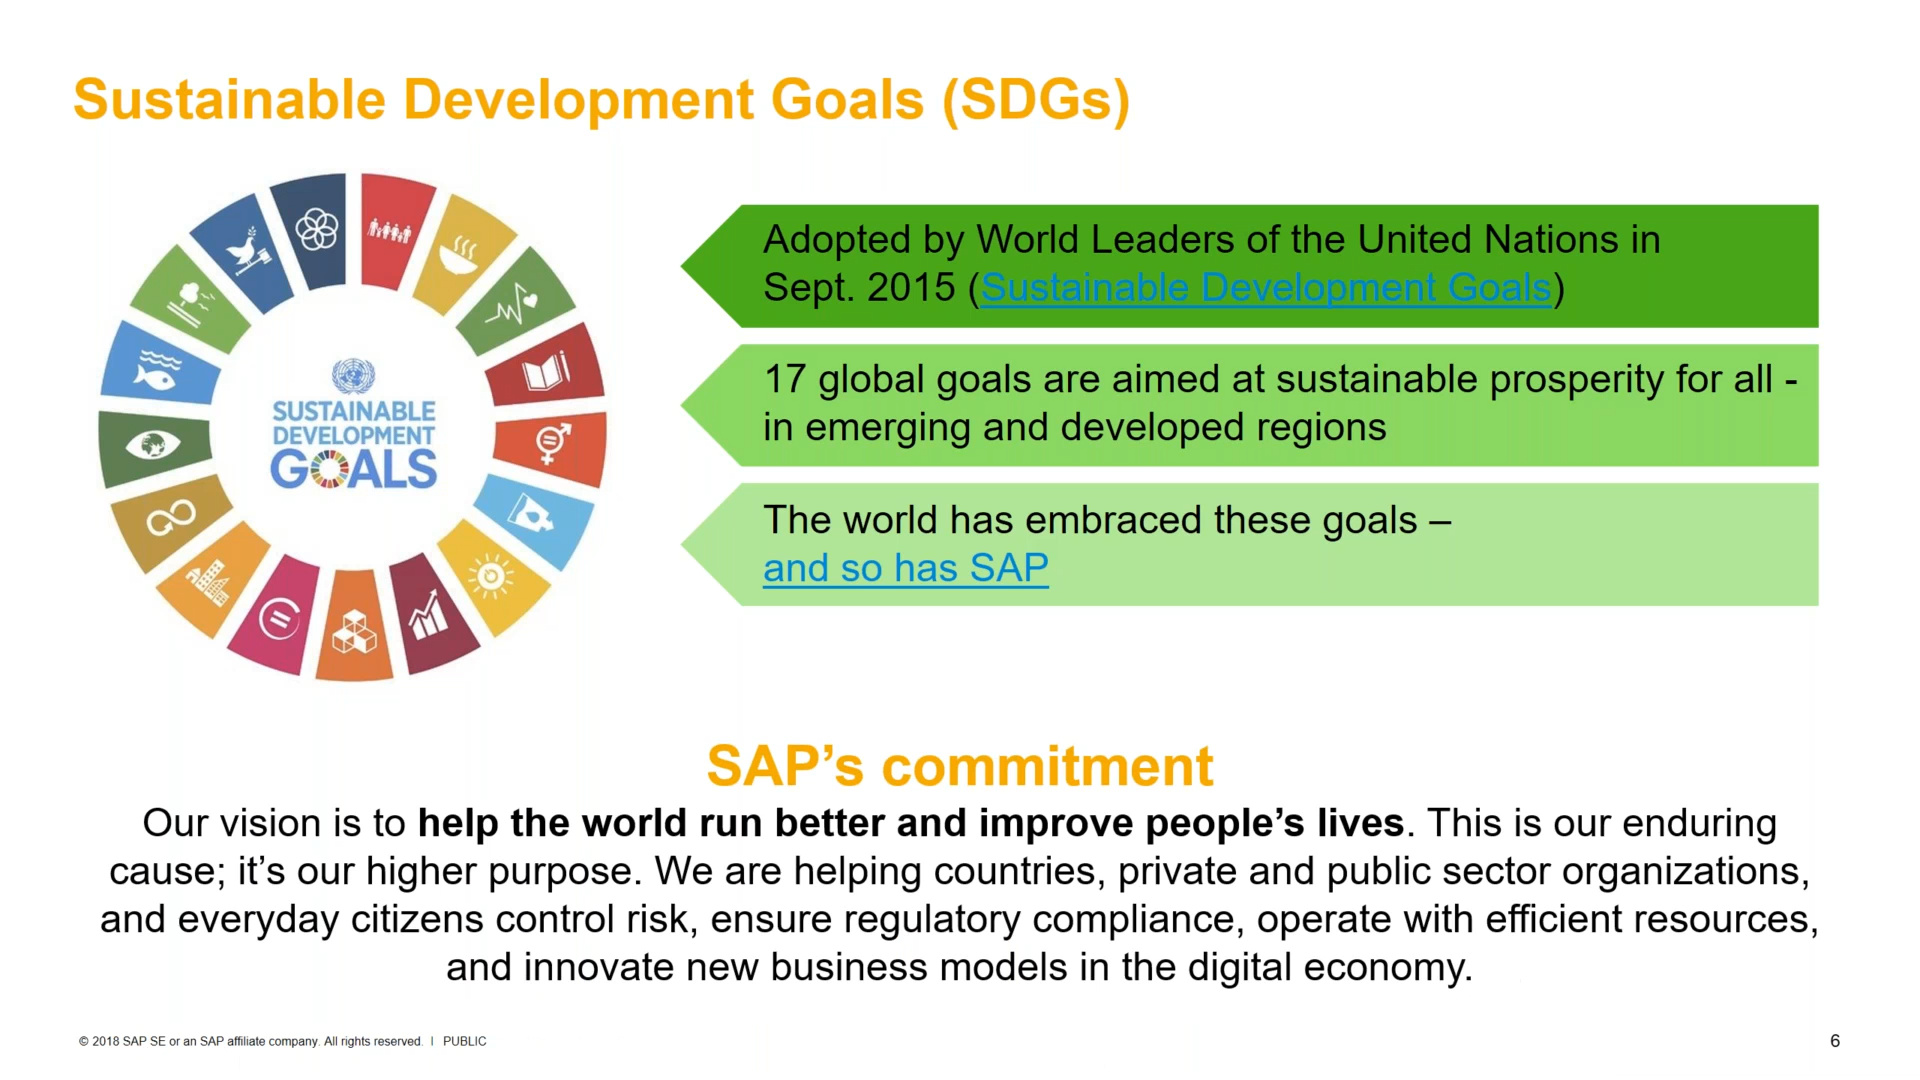 Sustainable Development Goals (SDGs)
SUSTAINABLE
DEVELOPMENT
GOALS
Adopted by World Leaders of the United Nations in
Sept. 2015 (Sustainable Development Goals)
17 global goals are aimed at sustainable prosperity for all -
in emerging and developed regions
The world has embraced these goals –
and so has SAP
SAP’s commitment
Our vision is to help the world run better and improve people’s lives. This is our enduring
cause; it’s our higher purpose. We are helping countries, private and public sector organizations,
and everyday citizens control risk, ensure regulatory compliance, operate with efficient resources,
and innovate new business models in the digital economy.
© 2018 SAP SE or an SAP affiliate company. All rights reserved. | PUBLIC
6